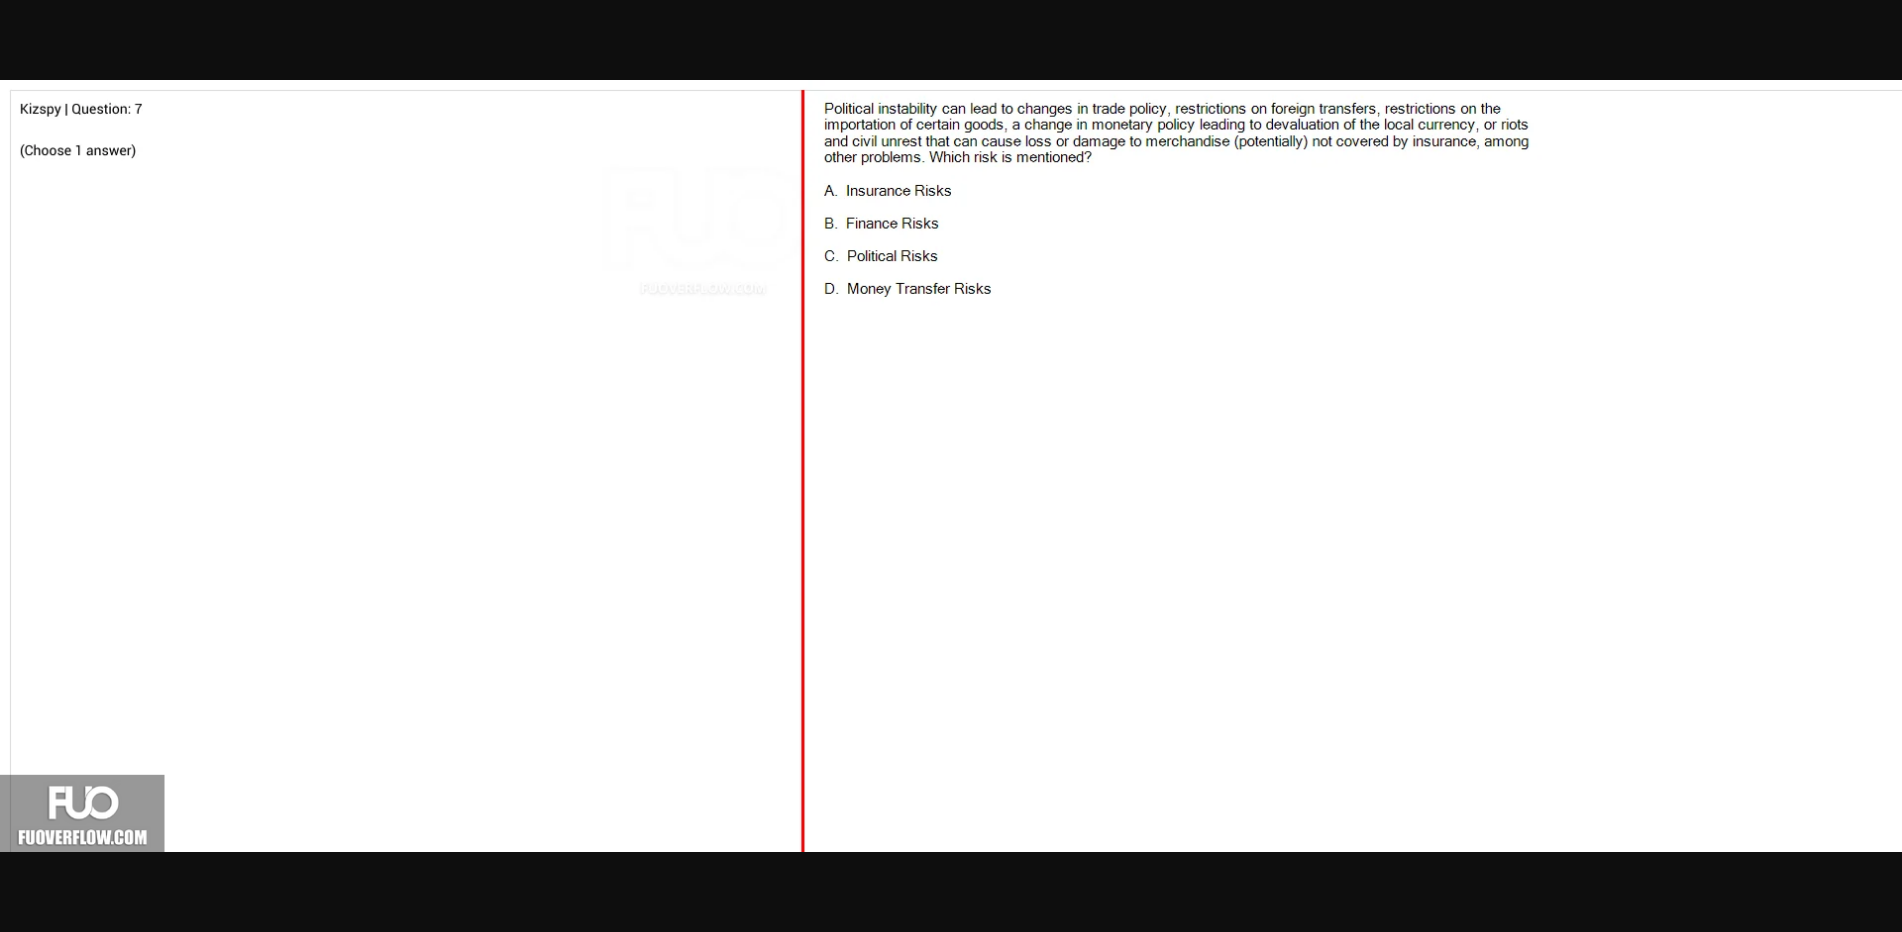 Kizspy | Question: 7
(Choose 1 answer)
Political instability can lead to changes in trade policy, restrictions on foreign transfers, restrictions on the
importation of certain goods, a change in monetary policy leading to devaluation of the local currency, or riots
and civil unrest that can cause loss or damage to merchandise (potentially) not covered by insurance, among
other problems. Which risk is mentioned?
A. Insurance Risks
B. Finance Risks
C. Political Risks
D. Money Transfer Risks
FUO
FUOVERFLOW.COM
FUO
FUOVERFLOW.COM